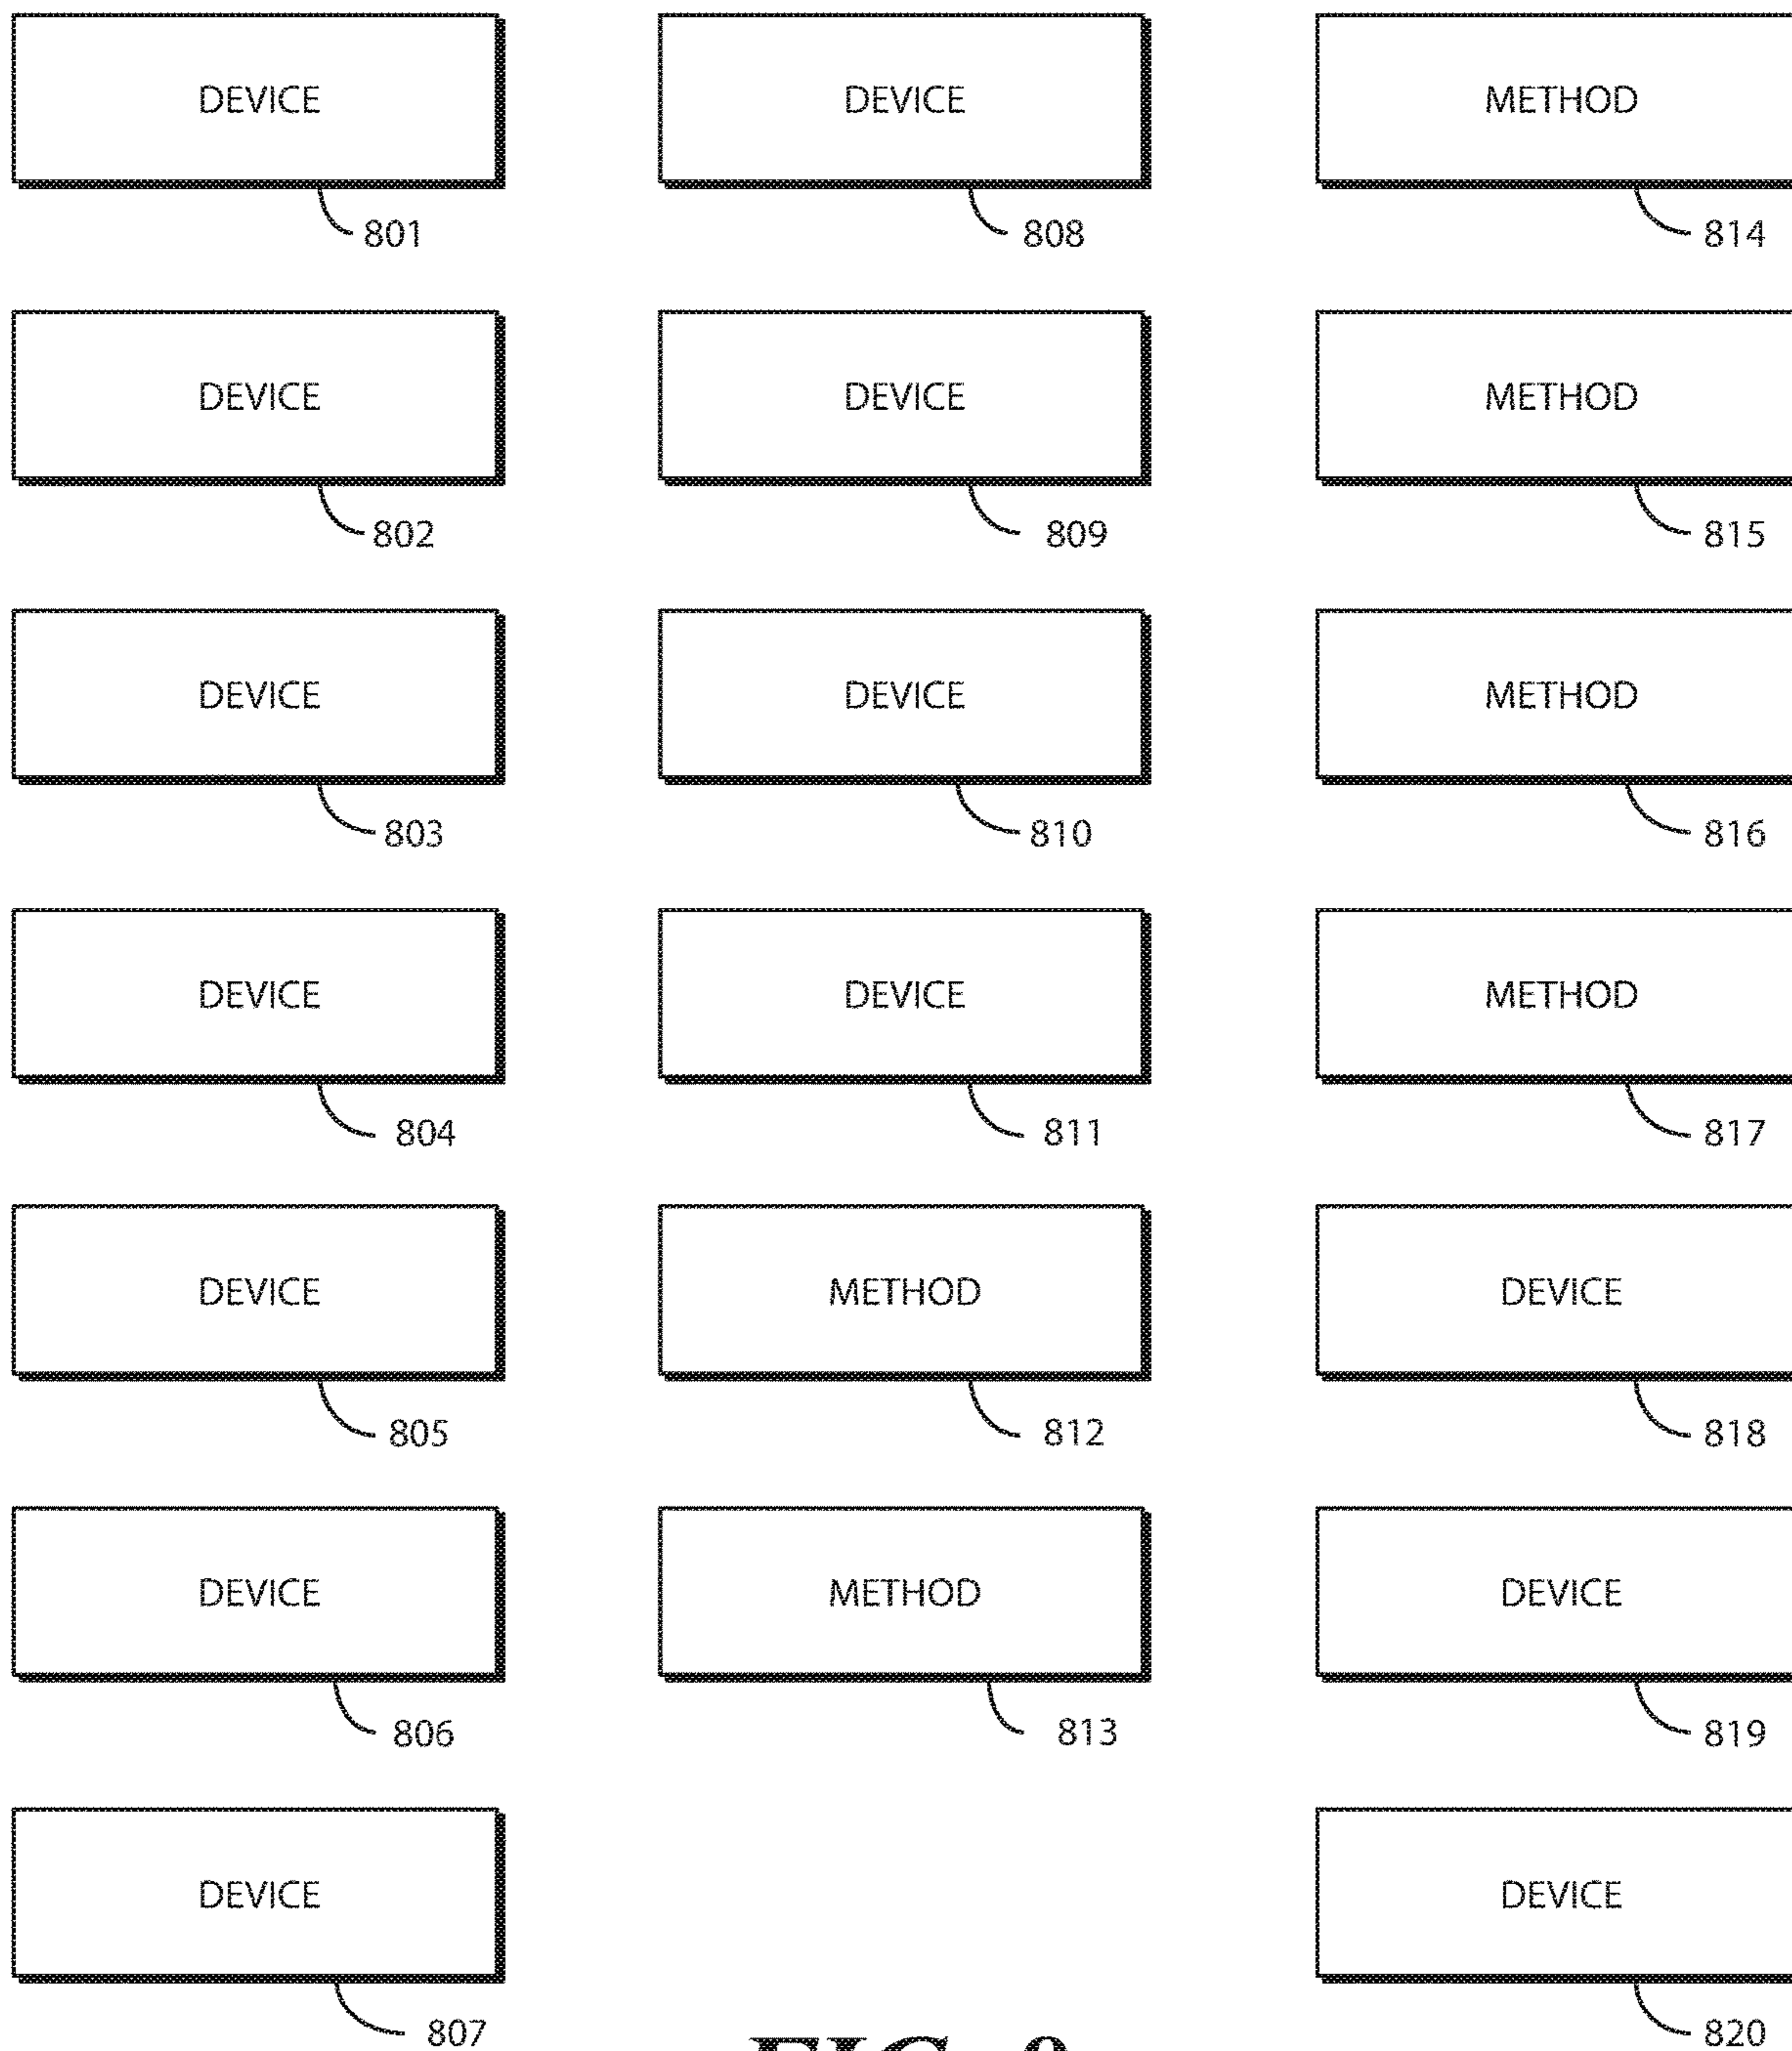 DEVICE
801
DEVICE
802
DEVICE
803
DEVICE
804
DEVICE
805
DEVICE
806
DEVICE
807
DEVICE
808
DEVICE
809
DEVICE
810
DEVICE
811
METHOD
812
METHOD
813
METHOD
814
METHOD
815
METHOD
816
METHOD
817
DEVICE
818
DEVICE
819
DEVICE
820
FIG.